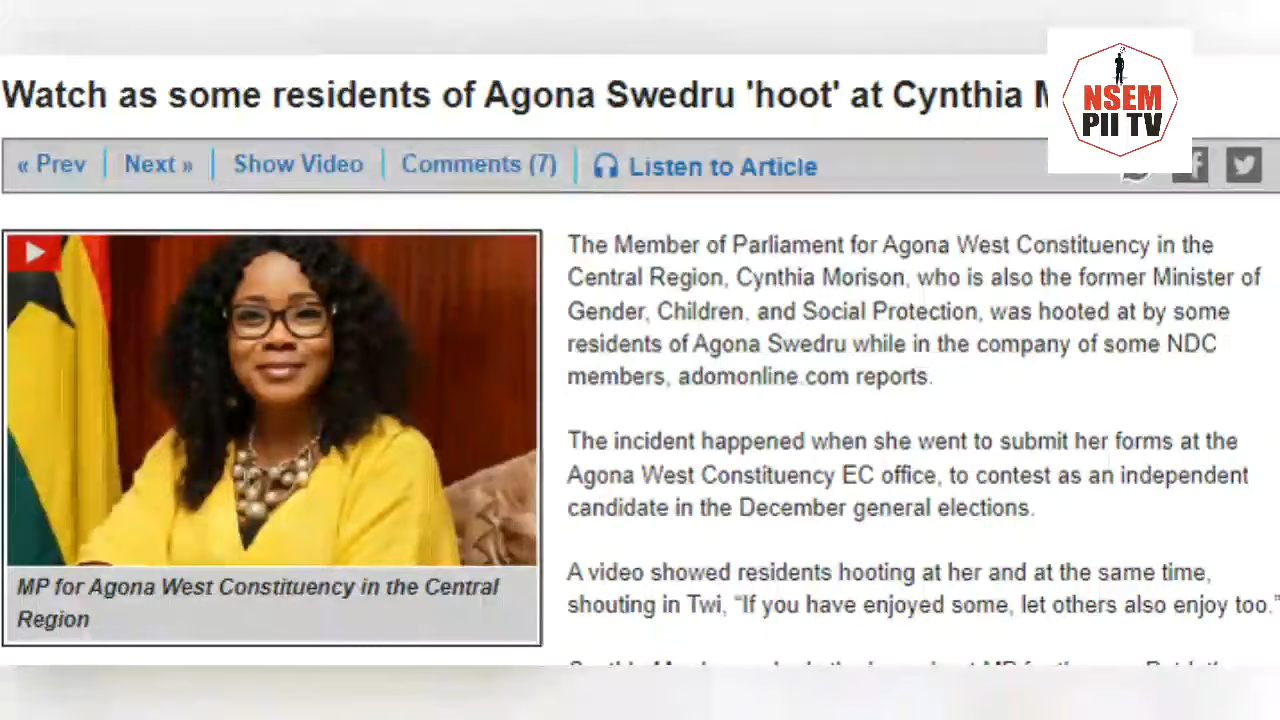 Watch as some residents of Agona Swedru 'hoot' at Cynthia
NSEM
PII TV
« Prev
Next »
Show Video
Comments (7)
Listen to Article
The Member of Parliament for Agona West Constituency in the
Central Region, Cynthia Morison, who is also the former Minister of
Gender, Children, and Social Protection, was hooted at by some
residents of Agona Swedru while in the company of some NDC
members, adomonline.com reports.
The incident happened when she went to submit her forms at the
Agona West Constituency EC office, to contest as an independent
candidate in the December general elections.
A video showed residents hooting at her and at the same time,
shouting in Twi, “If you have enjoyed some, let others also enjoy too.”
MP for Agona West Constituency in the Central
Region